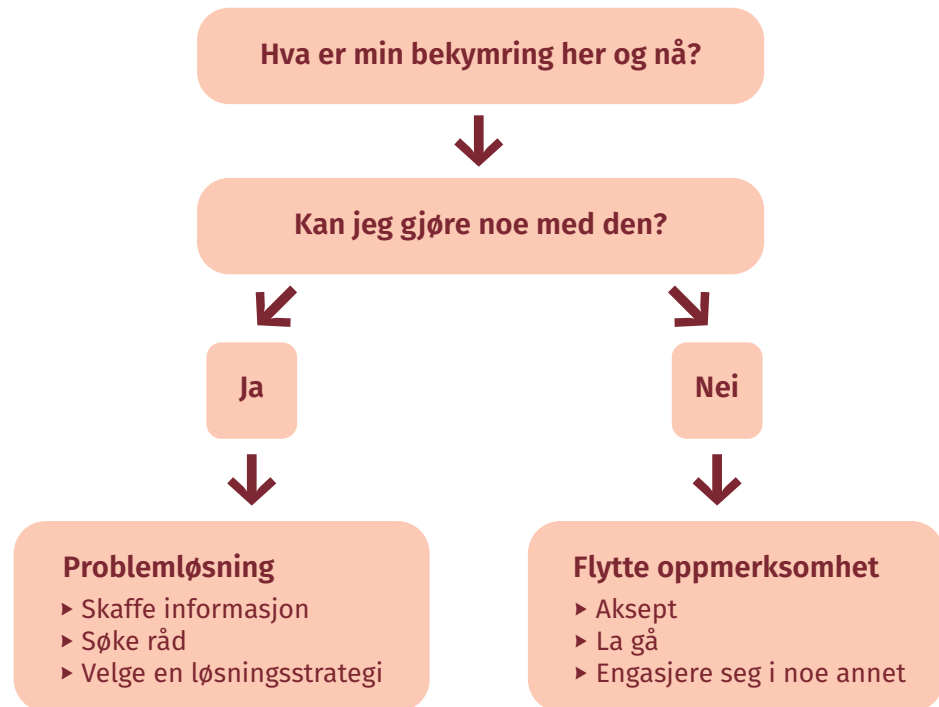 Hva er min bekymring her og nå?
Kan jeg gjøre noe med den?
Ja
Nei
Problemløsning
▸ Skaffe informasjon
▸ Søke råd
▸ Velge en løsningsstrategi
Flytte oppmerksomhet
▸ Aksept
▸ La gå
▸ Engasjere seg i noe annet